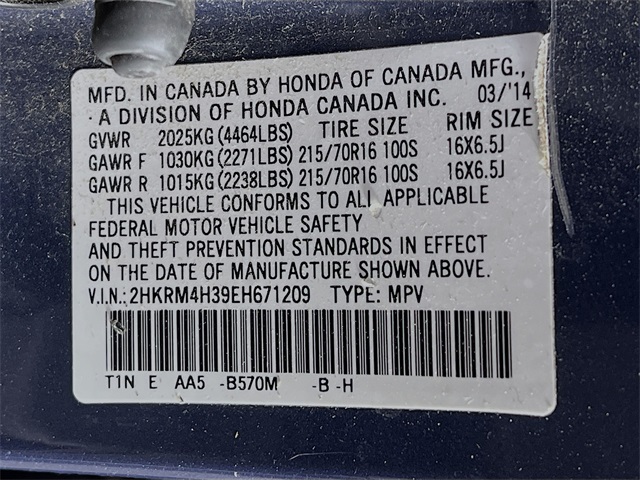 MFD. IN CANADA BY HONDA OF CANADA MFG.,
A DIVISION OF HONDA CANADA INC. 03/'14
GVWR 2025KG(4464LBS) TIRE SIZE RIM SIZE
GAWR F 1030KG(2271LBS) 215/70R16 100S 16X6.5J
GAWR R 1015KG(2238LBS) 215/70R16 100S 16X6.5J
THIS VEHICLE CONFORMS TO ALL APPLICABLE
FEDERAL MOTOR VEHICLE SAFETY
AND THEFT PREVENTION STANDARDS IN EFFECT
ON THE DATE OF MANUFACTURE SHOWN ABOVE.
V.I.N.: 2HKRM4H39EH671209 TYPE: MPV
T1N E AA5 -B570M -B -H